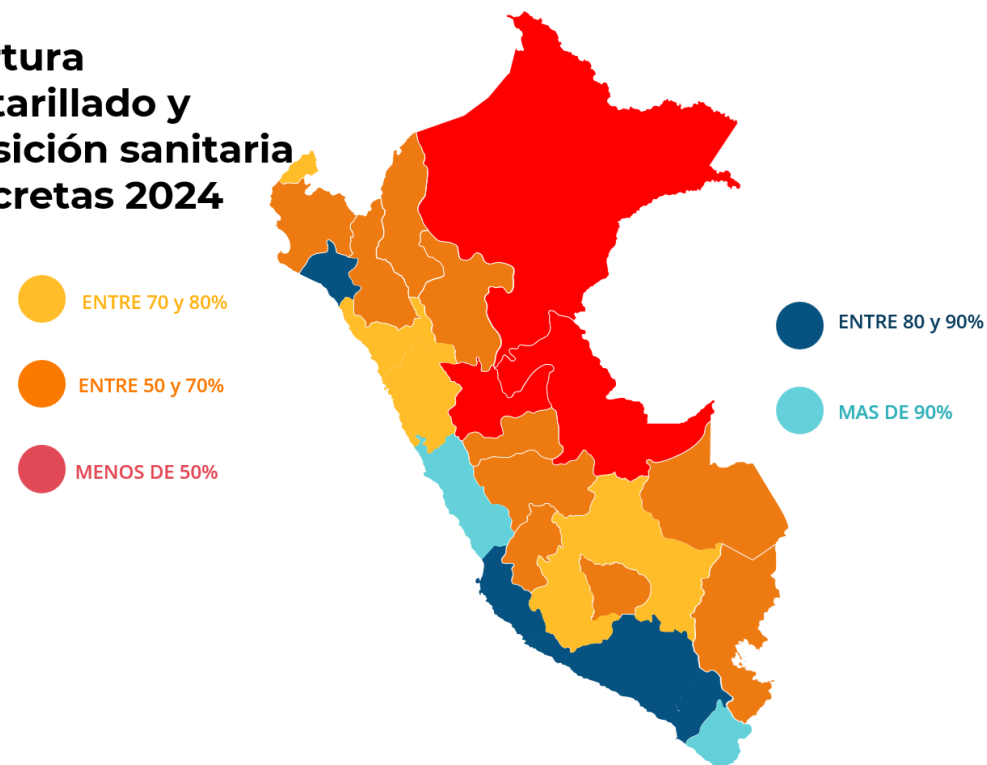 rtura
tarillado y
sición sanitaria
cretas 2024
ENTRE 70 y 80%
ENTRE 50 y 70%
MENOS DE 50%
ENTRE 80 y 90%
MAS DE 90%